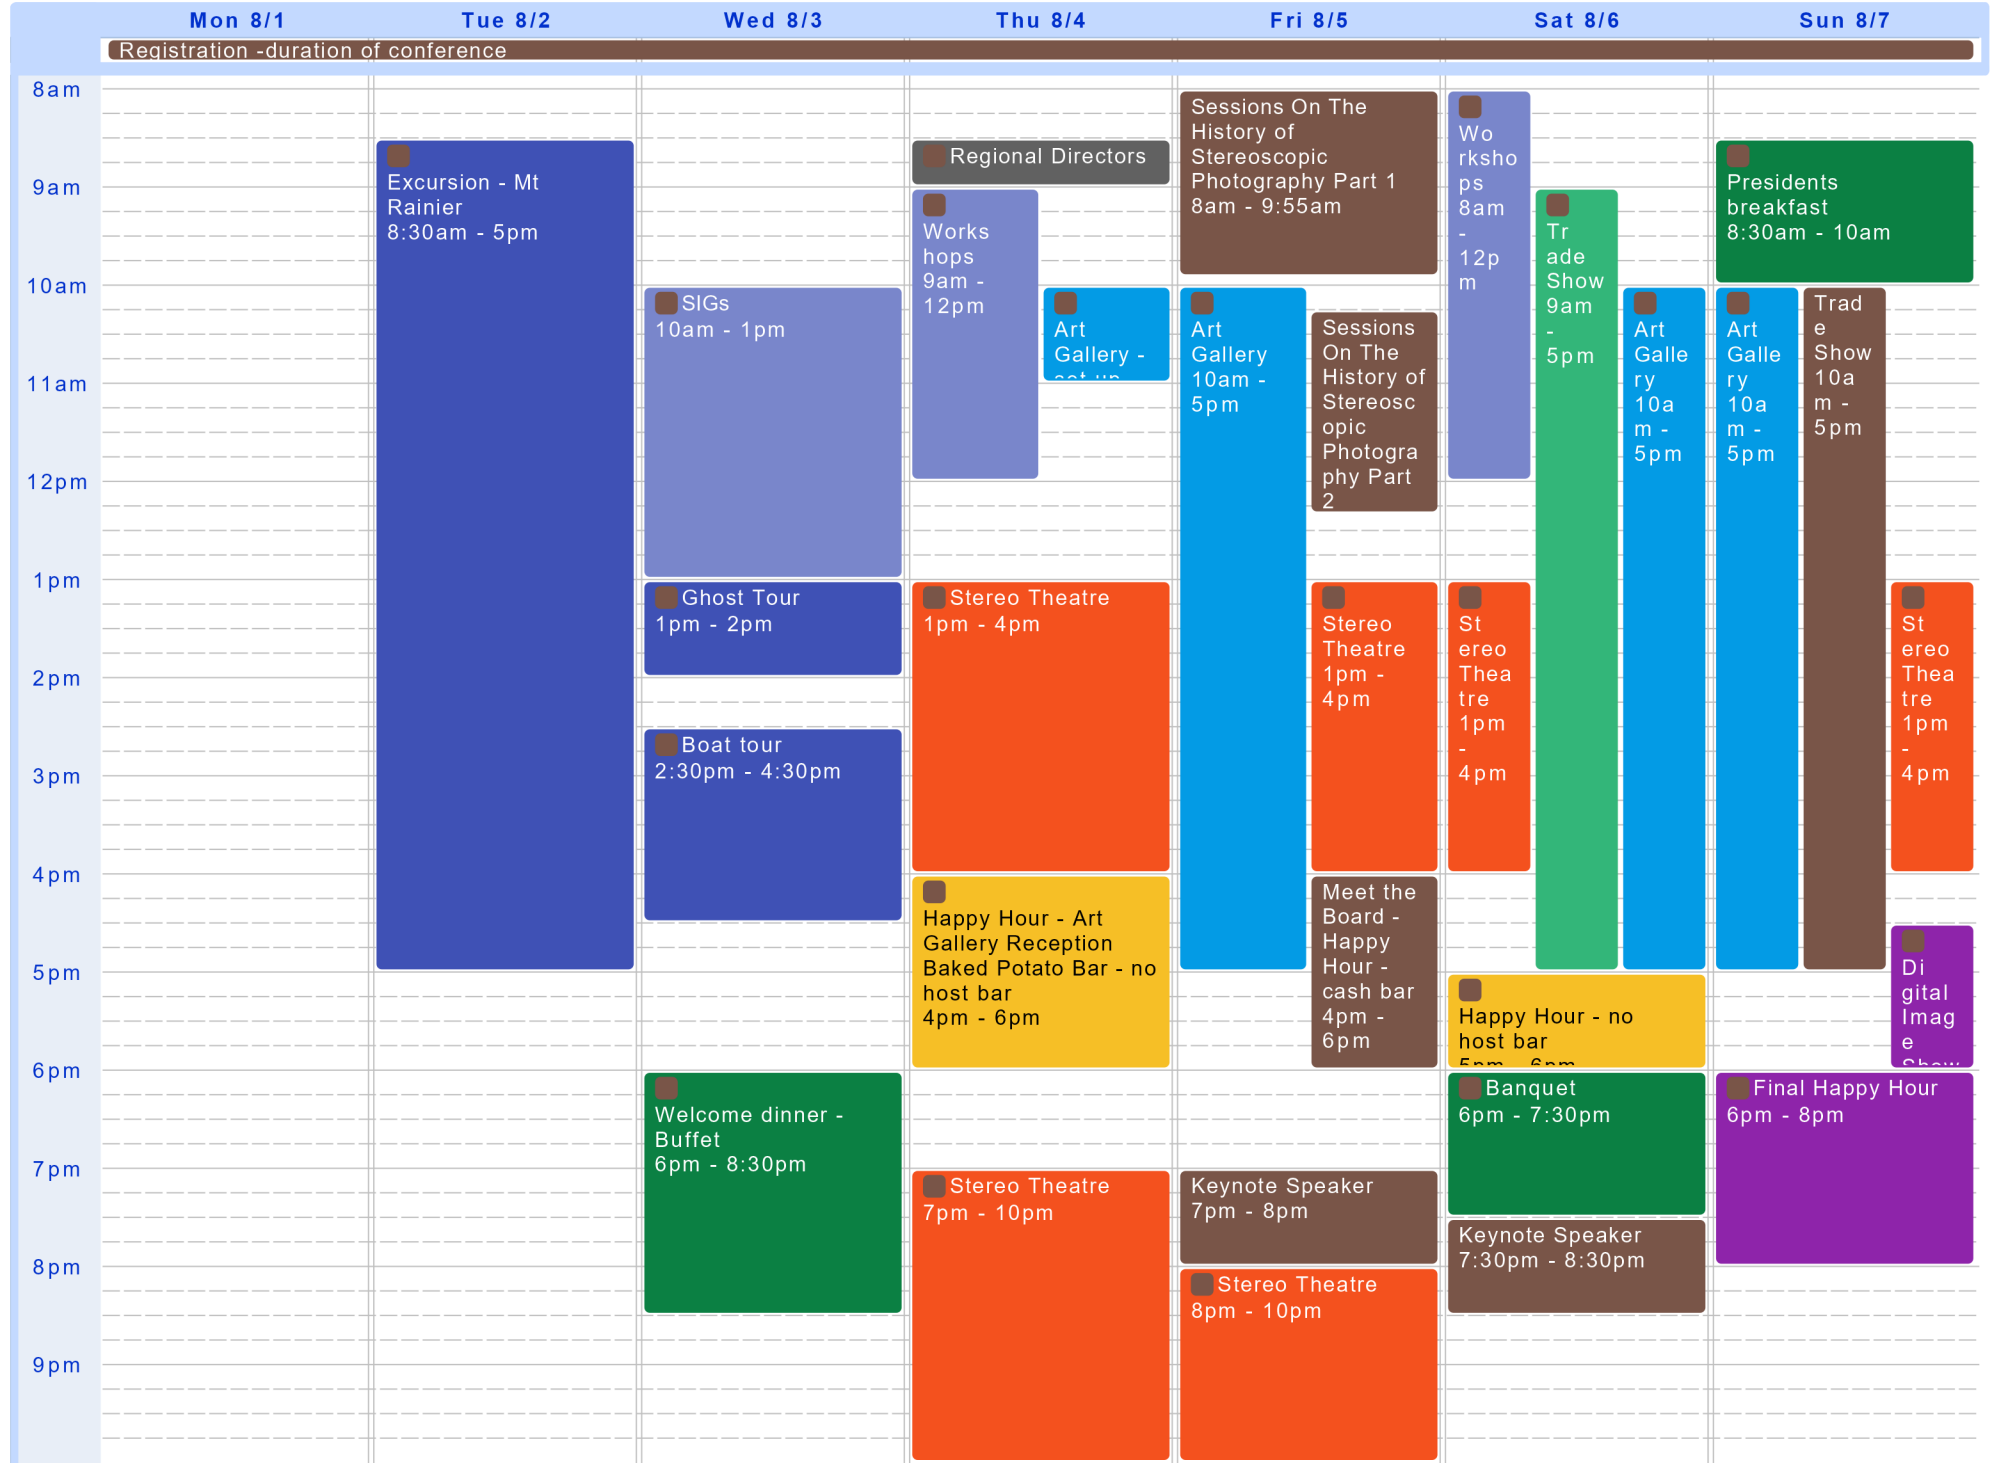 Mon 8/1
Tue 8/2
Wed 8/3
Thu 8/4
Fri 8/5
Sat 8/6
Sun 8/7
Registration -duration of conference
8am
9am
10am
11am
12pm
1pm
2pm
3pm
4pm
5pm
6pm
7pm
8pm
9pm
Excursion - Mt
Rainier
8:30am - 5pm
SIGs
10am - 1pm
Ghost Tour
1pm - 2pm
Boat tour
2:30pm - 4:30pm
Welcome dinner -
Buffet
6pm - 8:30pm
Regional Directors
Works
hops
9am -
12pm
Art
Gallery -
set up
Stereo Theatre
1pm - 4pm
Happy Hour - Art
Gallery Reception
Baked Potato Bar - no
host bar
4pm - 6pm
Stereo Theatre
7pm - 10pm
Sessions On The
History of
Stereoscopic
Photography Part 1
8am - 9:55am
Art
Gallery
10am -
5pm
Sessions
On The
History of
Stereosc
opic
Photogra
phy Part
2
Stereo
Theatre
1pm -
4pm
Meet the
Board -
Happy
Hour -
cash bar
4pm -
6pm
Keynote Speaker
7pm - 8pm
Stereo Theatre
8pm - 10pm
Wo
rksho
ps
8am
-
12p
m
Tr
ade
Show
9am
-
5pm
Art
Galle
ry
10a
m -
5pm
St
ereo
Thea
tre
1pm
-
4pm
Happy Hour - no
host bar
5pm - 6pm
Banquet
6pm - 7:30pm
Keynote Speaker
7:30pm - 8:30pm
Presidents
breakfast
8:30am - 10am
Art
Galle
ry
10a
m -
5pm
Trad
e
Show
10a
m -
5pm
St
ereo
Thea
tre
1pm
-
4pm
Di
gital
Imag
e
Show
Final Happy Hour
6pm - 8pm